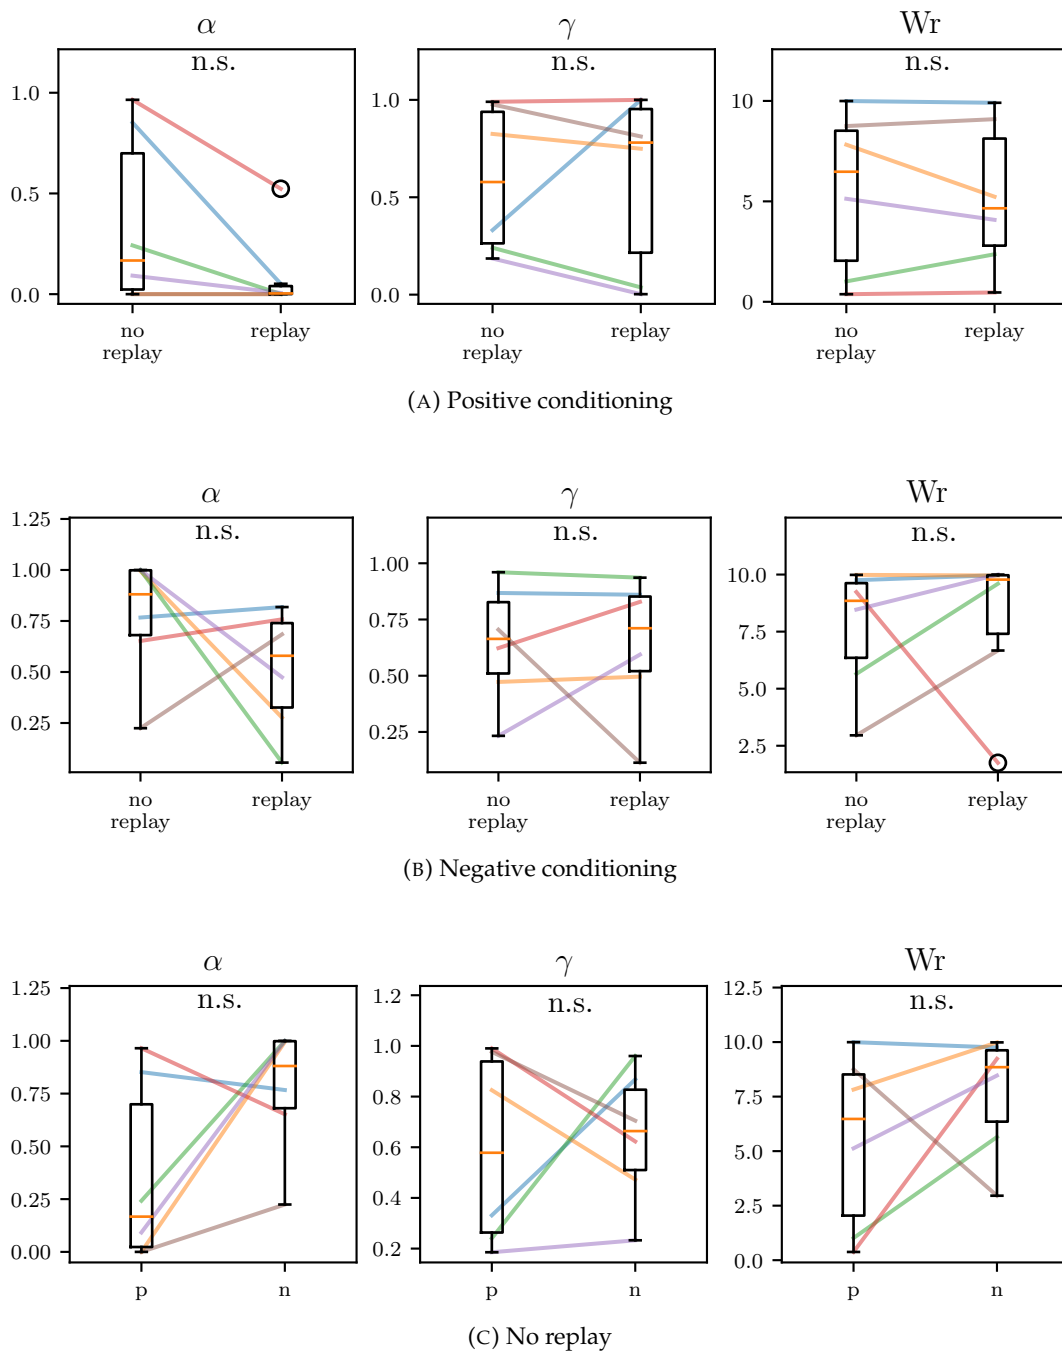 α γ Wr
n.s. n.s. n.s.
1.0 1.0 10
0.5 0.5 5
0.0 0.0 0
no replay no replay no replay
replay replay replay
(A) Positive conditioning
α γ Wr
1.25 n.s. n.s. n.s.
1.00 1.00 10.0
0.75 0.75 7.5
0.50 0.50 5.0
0.25 0.25 2.5
no replay no replay no replay
replay replay replay
(B) Negative conditioning
α γ Wr
1.25 n.s. 1.2 n.s. 12.5 n.s.
1.00 1.0 10.0
0.75 0.8 7.5
0.50 0.6 5.0
0.25 0.4 2.5
0.00 0.2 0.0
p n p n p n
(C) No replay